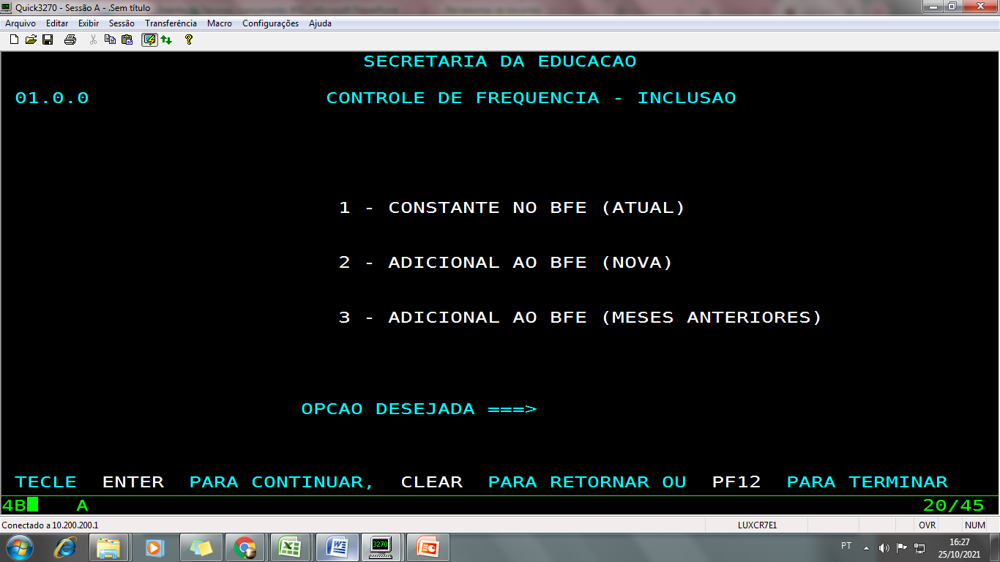 Quick3270 - Sessão A - .Sem título
Arquivo Editar Exibir Sessão Transferência Macro Configurações Ajuda
SECRETARIA DA EDUCACAO
01.0.0 CONTROLE DE FREQUENCIA - INCLUSAO
1 - CONSTANTE NO BFE (ATUAL)
2 - ADICIONAL AO BFE (NOVA)
3 - ADICIONAL AO BFE (MESES ANTERIORES)
OPCAO DESEJADA ===>
TECLE ENTER PARA CONTINUAR, CLEAR PARA RETORNAR OU PF12 PARA TERMINAR
4B A 20/45
Conectado a 10.200.200.1 LUXCR7E1 OVR NUM
3270
PT 16:27
25/10/2021